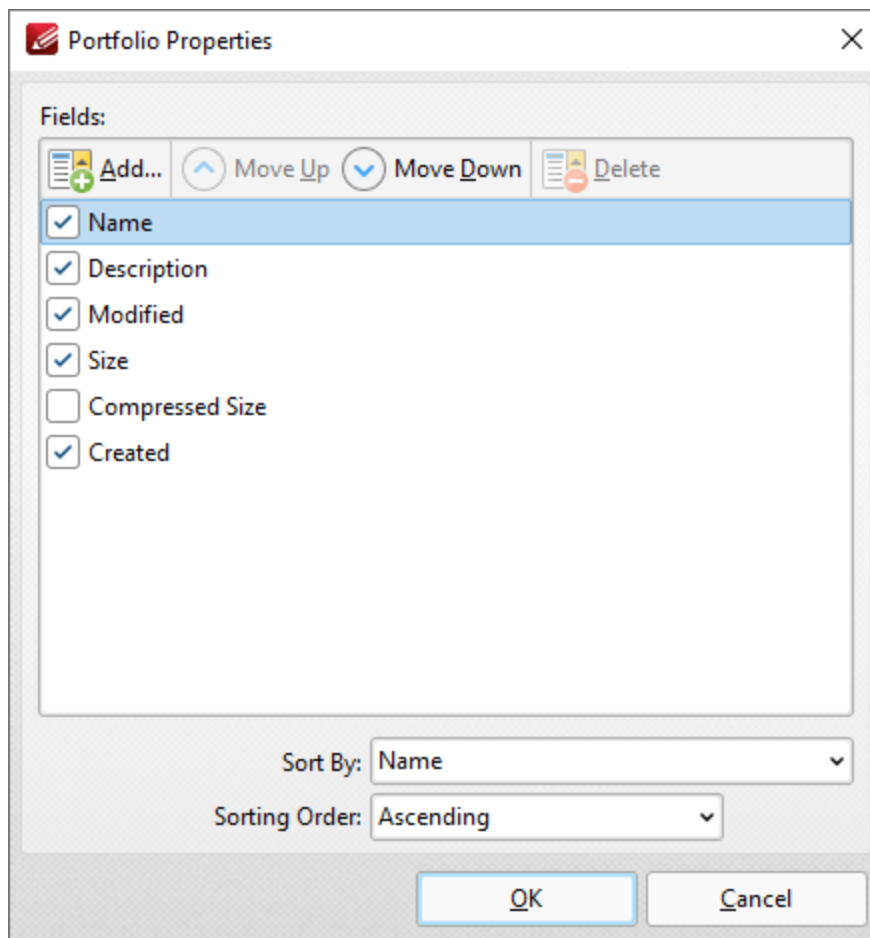 Portfolio Properties
Fields:
Add... Move Up Move Down Delete
Name
Description
Modified
Size
Compressed Size
Created
Sort By: Name
Sorting Order: Ascending
OK Cancel